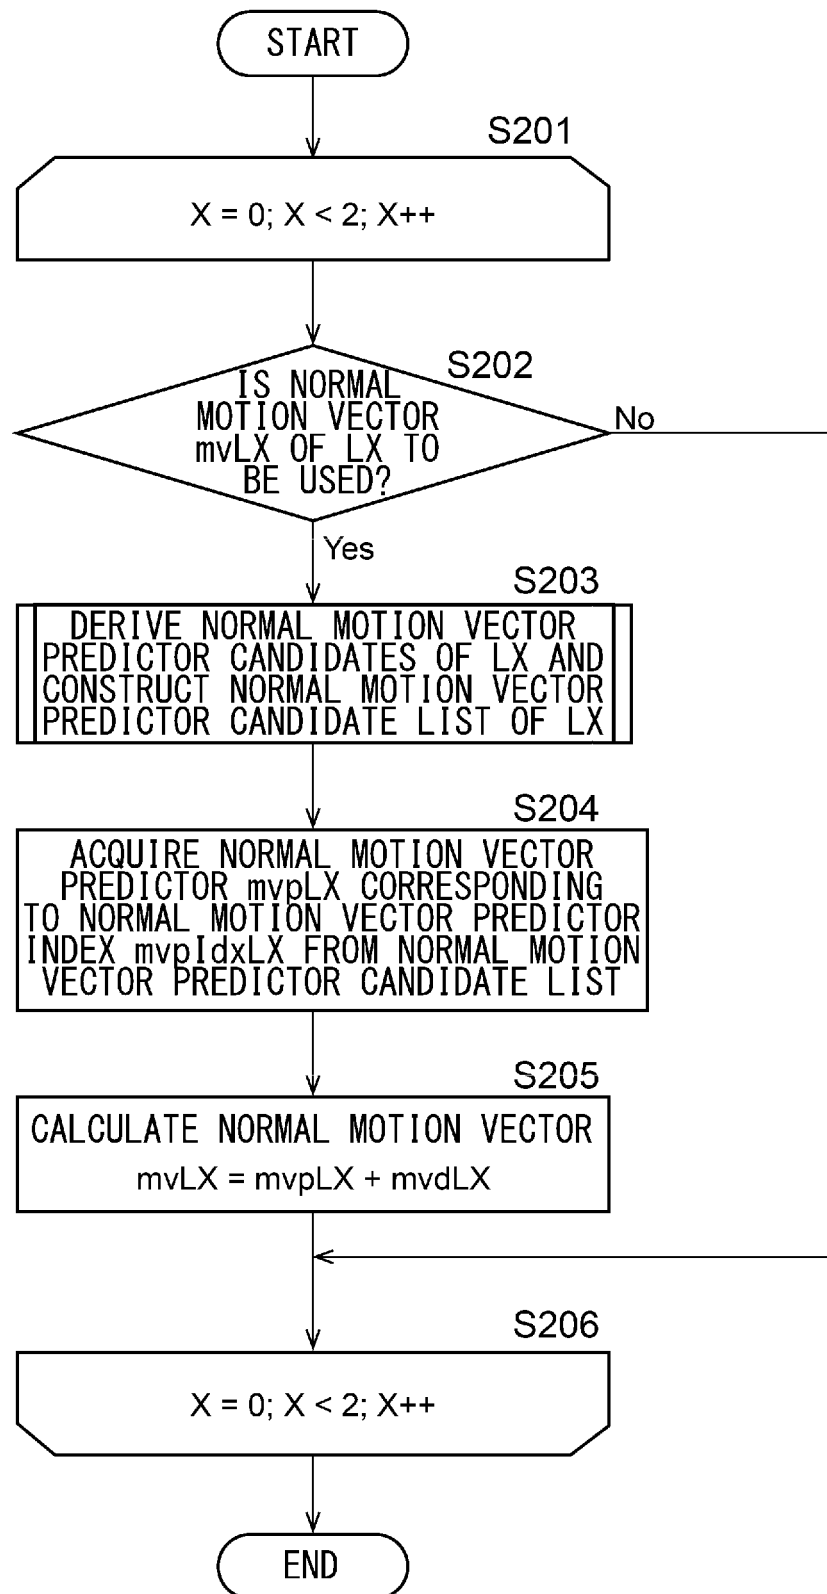 START
S201
X = 0; X < 2; X++
S202
IS NORMAL
MOTION VECTOR
mvLX OF LX TO
BE USED?
No
Yes
S203
DERIVE NORMAL MOTION VECTOR
PREDICTOR CANDIDATES OF LX AND
CONSTRUCT NORMAL MOTION VECTOR
PREDICTOR CANDIDATE LIST OF LX
S204
ACQUIRE NORMAL MOTION VECTOR
PREDICTOR mvpLX CORRESPONDING
TO NORMAL MOTION VECTOR PREDICTOR
INDEX mvpIdxLX FROM NORMAL MOTION
VECTOR PREDICTOR CANDIDATE LIST
S205
CALCULATE NORMAL MOTION VECTOR
mvLX = mvpLX + mvdLX
S206
X = 0; X < 2; X++
END